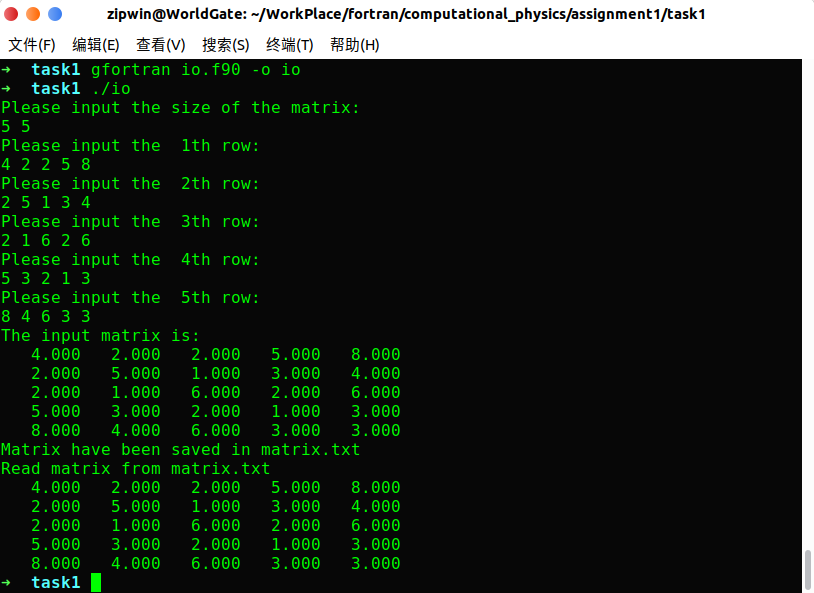 zipwin@WorldGate: ~/WorkPlace/fortran/computational_physics/assignment1/task1
文件(F) 编辑(E) 查看(V) 搜索(S) 终端(T) 帮助(H)
➜  task1 gfortran io.f90 -o io
➜  task1 ./io
Please input the size of the matrix:
5 5
Please input the  1th row:
4 2 2 5 8
Please input the  2th row:
2 5 1 3 4
Please input the  3th row:
2 1 6 2 6
Please input the  4th row:
5 3 2 1 3
Please input the  5th row:
8 4 6 3 3
The input matrix is:
   4.000   2.000   2.000   5.000   8.000
   2.000   5.000   1.000   3.000   4.000
   2.000   1.000   6.000   2.000   6.000
   5.000   3.000   2.000   1.000   3.000
   8.000   4.000   6.000   3.000   3.000
Matrix have been saved in matrix.txt
Read matrix from matrix.txt
   4.000   2.000   2.000   5.000   8.000
   2.000   5.000   1.000   3.000   4.000
   2.000   1.000   6.000   2.000   6.000
   5.000   3.000   2.000   1.000   3.000
   8.000   4.000   6.000   3.000   3.000
➜  task1